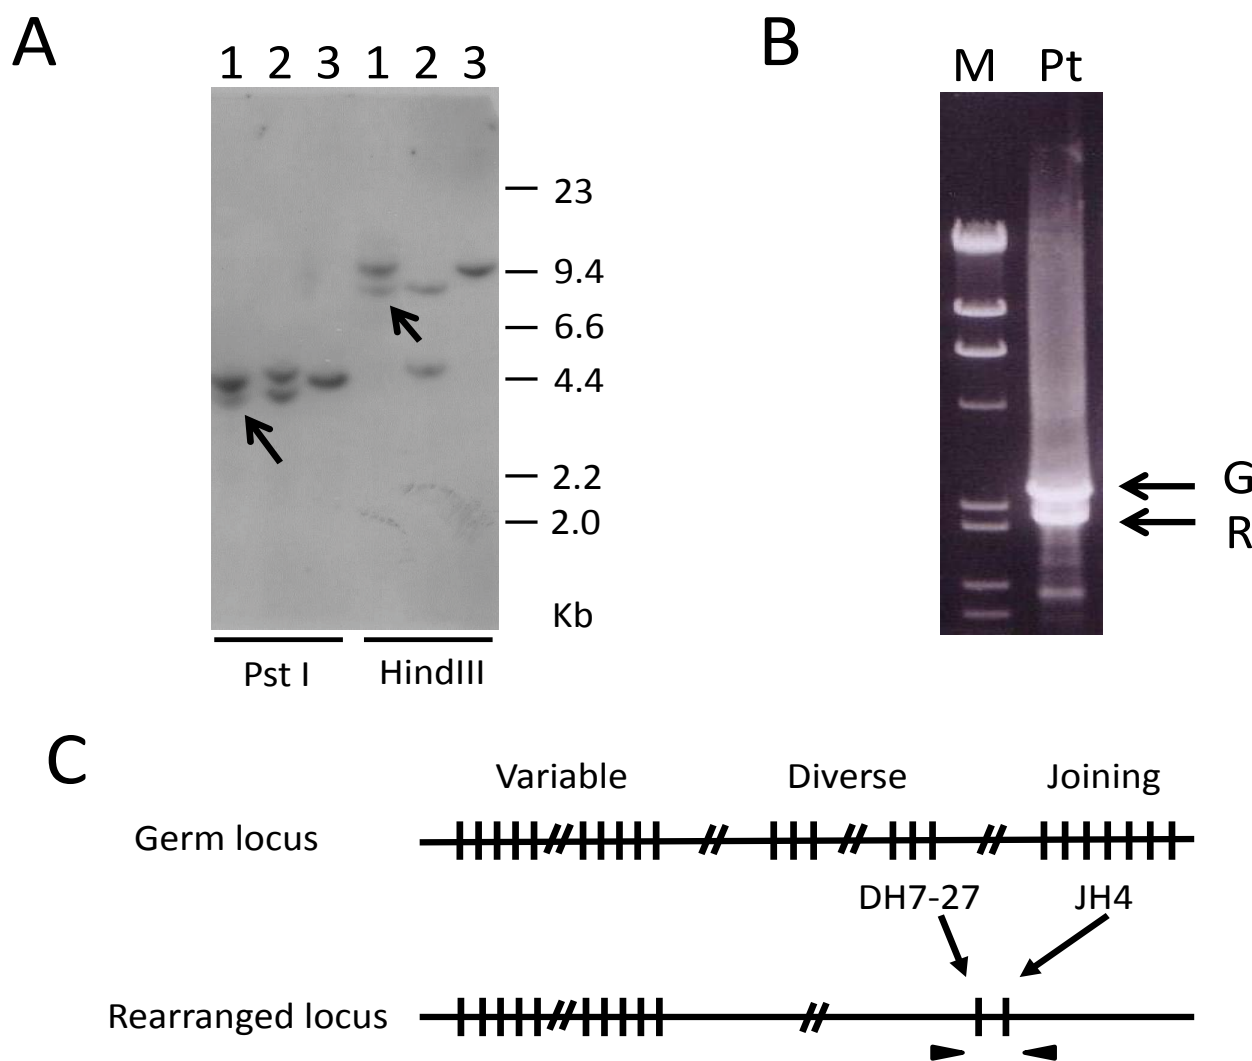 A
1 2 3 1 2 3
23
9.4
6.6
4.4
2.2
2.0
Kb
Pst I HindIII
B
M Pt
G
R
C
Variable Diverse Joining
Germ locus
DH7-27 JH4
Rearranged locus